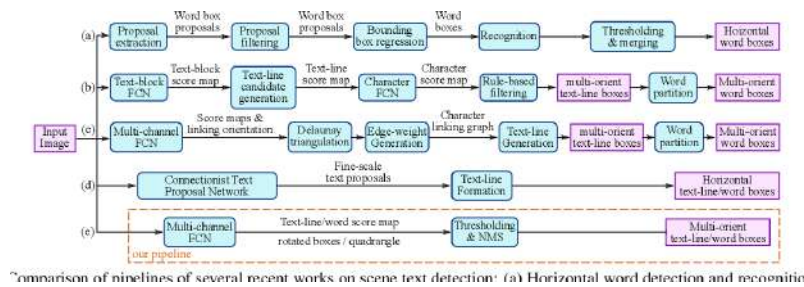 (a) Proposal extraction Word box proposals Proposal filtering Word box proposals Bounding box regression Word boxes Recognition Thresholding & merging Hoizontal word boxes
(b) Text-block FCN Text-block score map Text-line candidate generation Text-line score map Character FCN Character score map Rule-based filtering multi-orient text-line boxes Word partition Multi-orient word boxes
Input Image
(c) Multi-channel FCN Score maps & linking orientation Delaunay triangulation Edge-weight Generation Character linking graph Text-line Generation multi-orient text-line boxes Word partition Multi-orient word boxes
(d) Connectionist Text Proposal Network Fine-scale text proposals Text-line Formation Horizontal text-line/word boxes
(e) Multi-channel FCN Text-line/word score map rotated boxes / quadrangle Thresholding & NMS Multi-orient text-line/word boxes
our pipeline
Comparison of pipelines of several recent works on scene text detection: (a) Horizontal word detection and recognitio